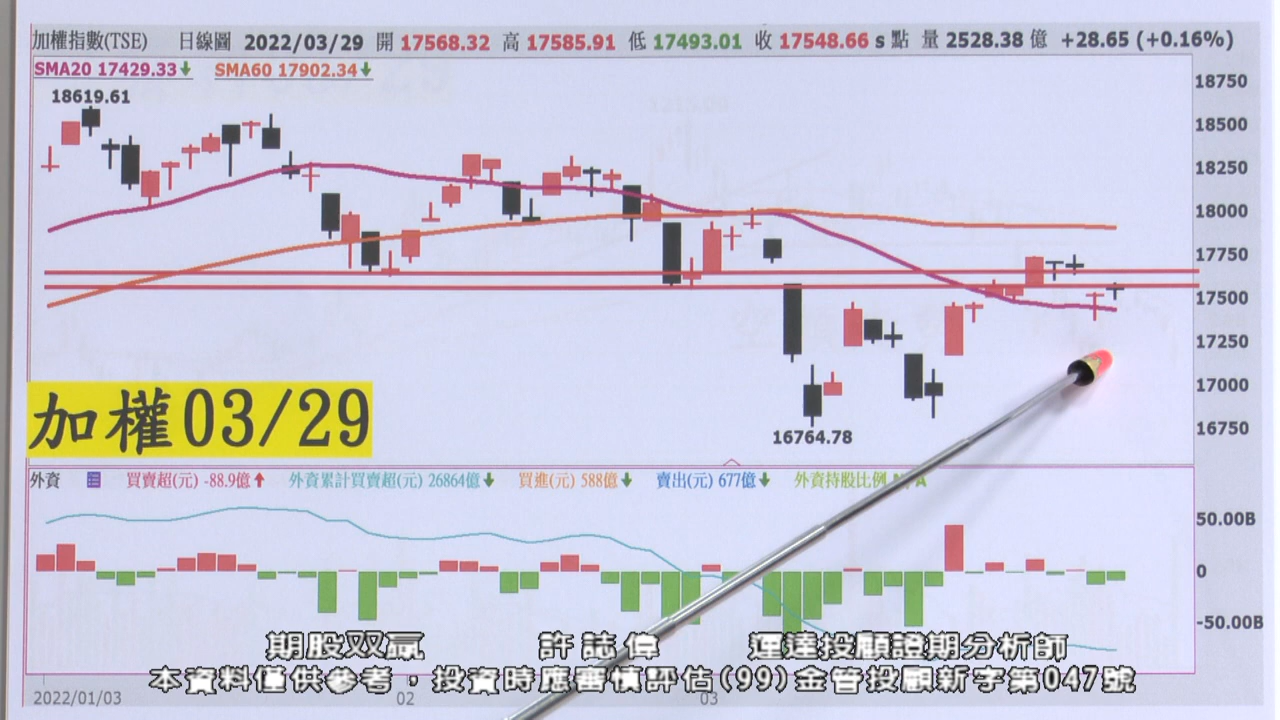 加權指數(TSE) 日線圖 2022/03/29 開 17568.32 高 17585.91 低 17493.01 收 17548.66 s 點 量 2528.38 億 +28.65 (+0.16%)
SMA20 17429.33↓ SMA60 17902.34↓
18619.61
18750
18500
18250
18000
17750
17500
17250
17000
16750
16764.78
加權03/29
外資 買賣超(元) -88.9億↑ 外資累計買賣超(元) 26864億↓ 買進(元) 588億↓ 賣出(元) 677億↓ 外資持股比例
50.00B
0
-50.00B
期股双贏 許誌偉 運達投顧證期分析師
本資料僅供參考，投資時應審慎評估(99)金管投顧新字第047號
2022/01/03 02 03